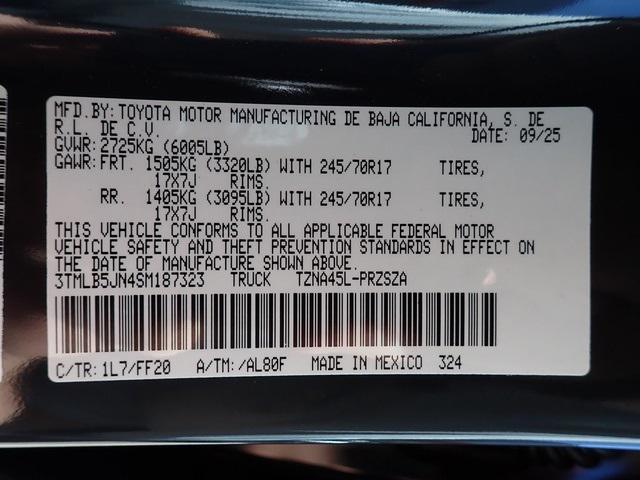 MFD.BY: TOYOTA MOTOR MANUFACTURING DE BAJA CALIFORNIA, S. DE
R.L. DE C.V. DATE: 09/25
GVWR: 2725KG (6005LB)
GAWR: FRT. 1505KG (3320LB) WITH 245/70R17 TIRES,
17X7J RIMS.
RR. 1405KG (3095LB) WITH 245/70R17 TIRES,
17X7J RIMS.
THIS VEHICLE CONFORMS TO ALL APPLICABLE FEDERAL MOTOR
VEHICLE SAFETY AND THEFT PREVENTION STANDARDS IN EFFECT ON
THE DATE OF MANUFACTURE SHOWN ABOVE.
3TMLB5JN4SM187323 TRUCK TZNA45L-PRZSZA
C/TR: 1L7/FF20 A/TM: /AL80F MADE IN MEXICO 324